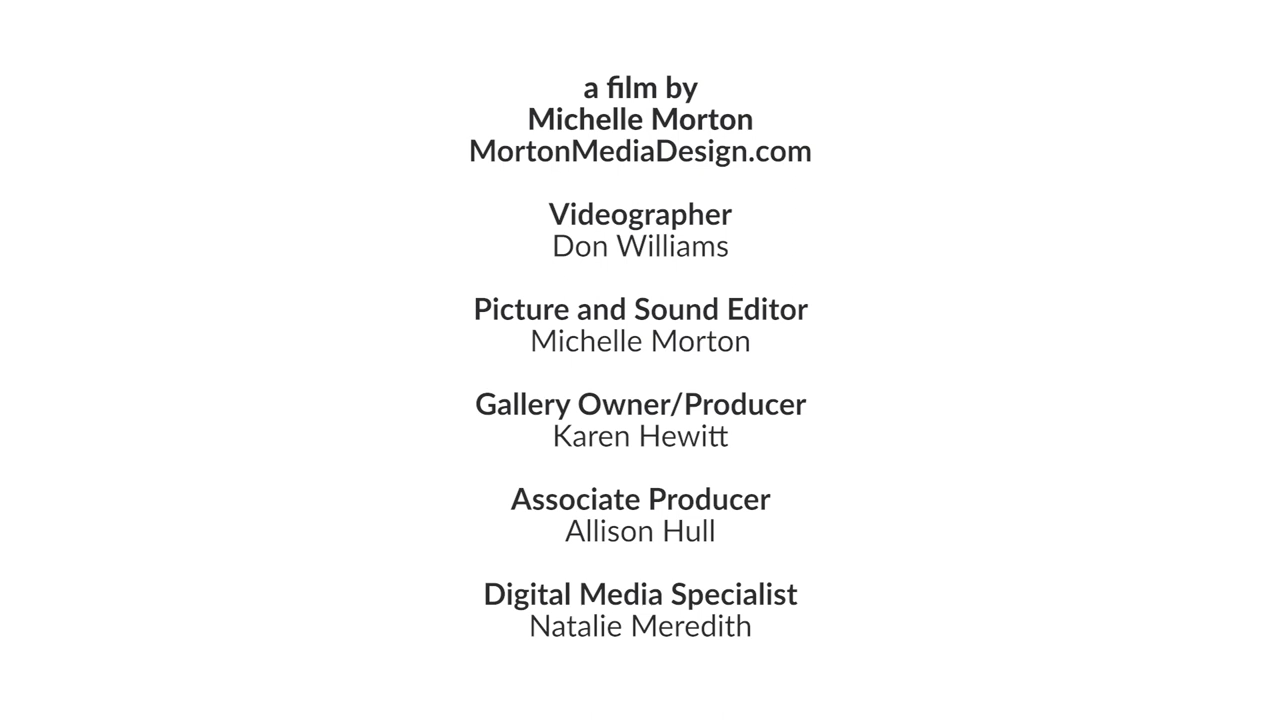 a film by
Michelle Morton
MortonMediaDesign.com
Videographer
Don Williams
Picture and Sound Editor
Michelle Morton
Gallery Owner/Producer
Karen Hewitt
Associate Producer
Allison Hull
Digital Media Specialist
Natalie Meredith